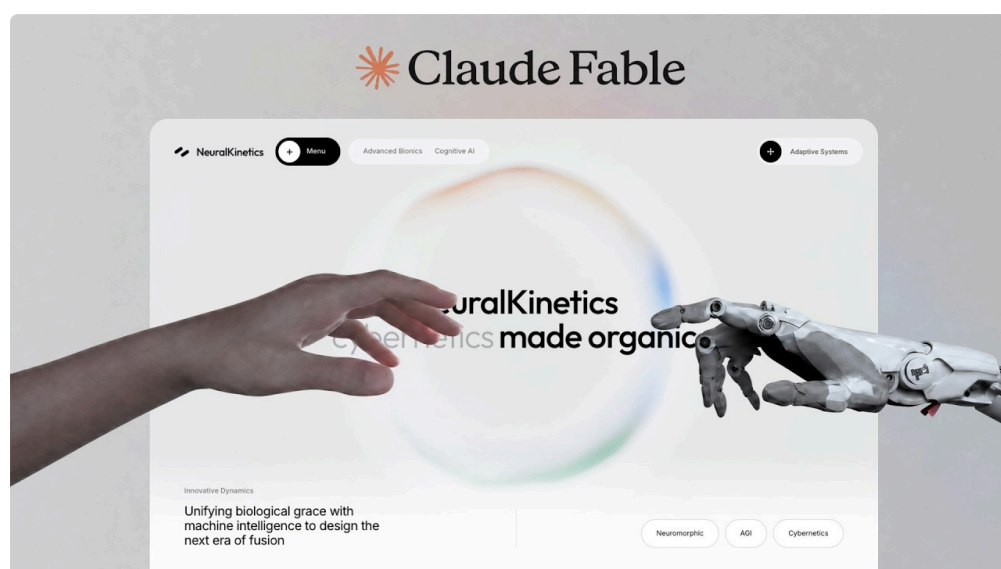 Claude Fable
NeuralKinetics
Menu
Advanced Bionics
Cognitive AI
Adaptive Systems
uralKinetics
cybernetics made organic
Innovative Dynamics
Unifying biological grace with
machine intelligence to design the
next era of fusion
Neuromorphic
AGI
Cybernetics